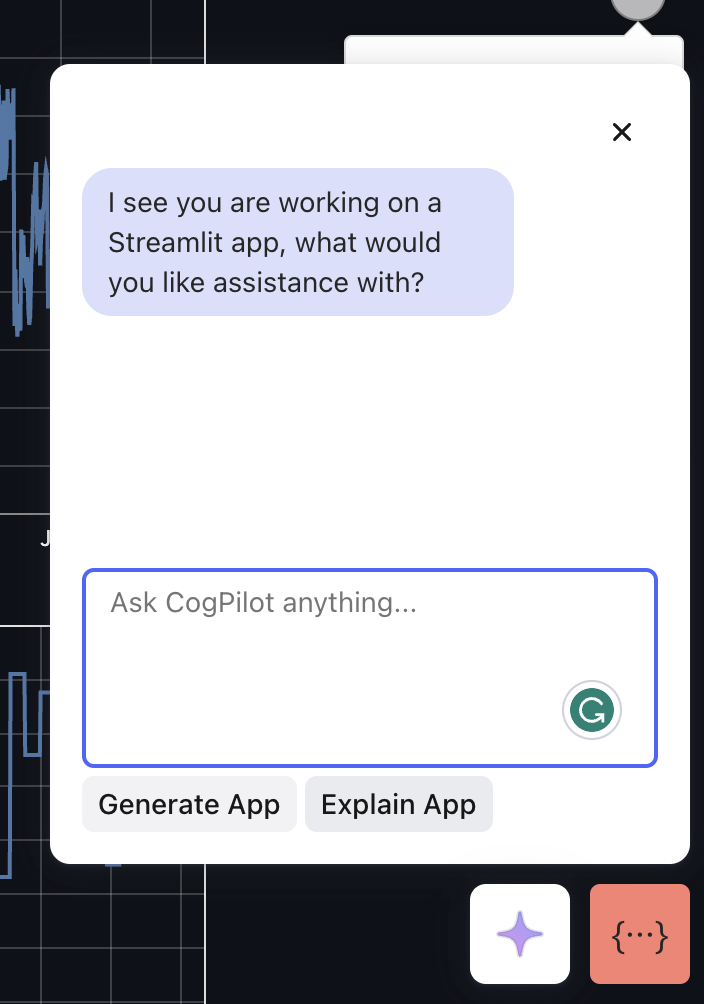 I see you are working on a
Streamlit app, what would
you like assistance with?
J
Ask CogPilot anything...
Generate App
Explain App
{···}